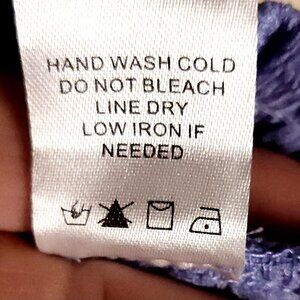 HAND WASH COLD
DO NOT BLEACH
LINE DRY
LOW IRON IF
NEEDED